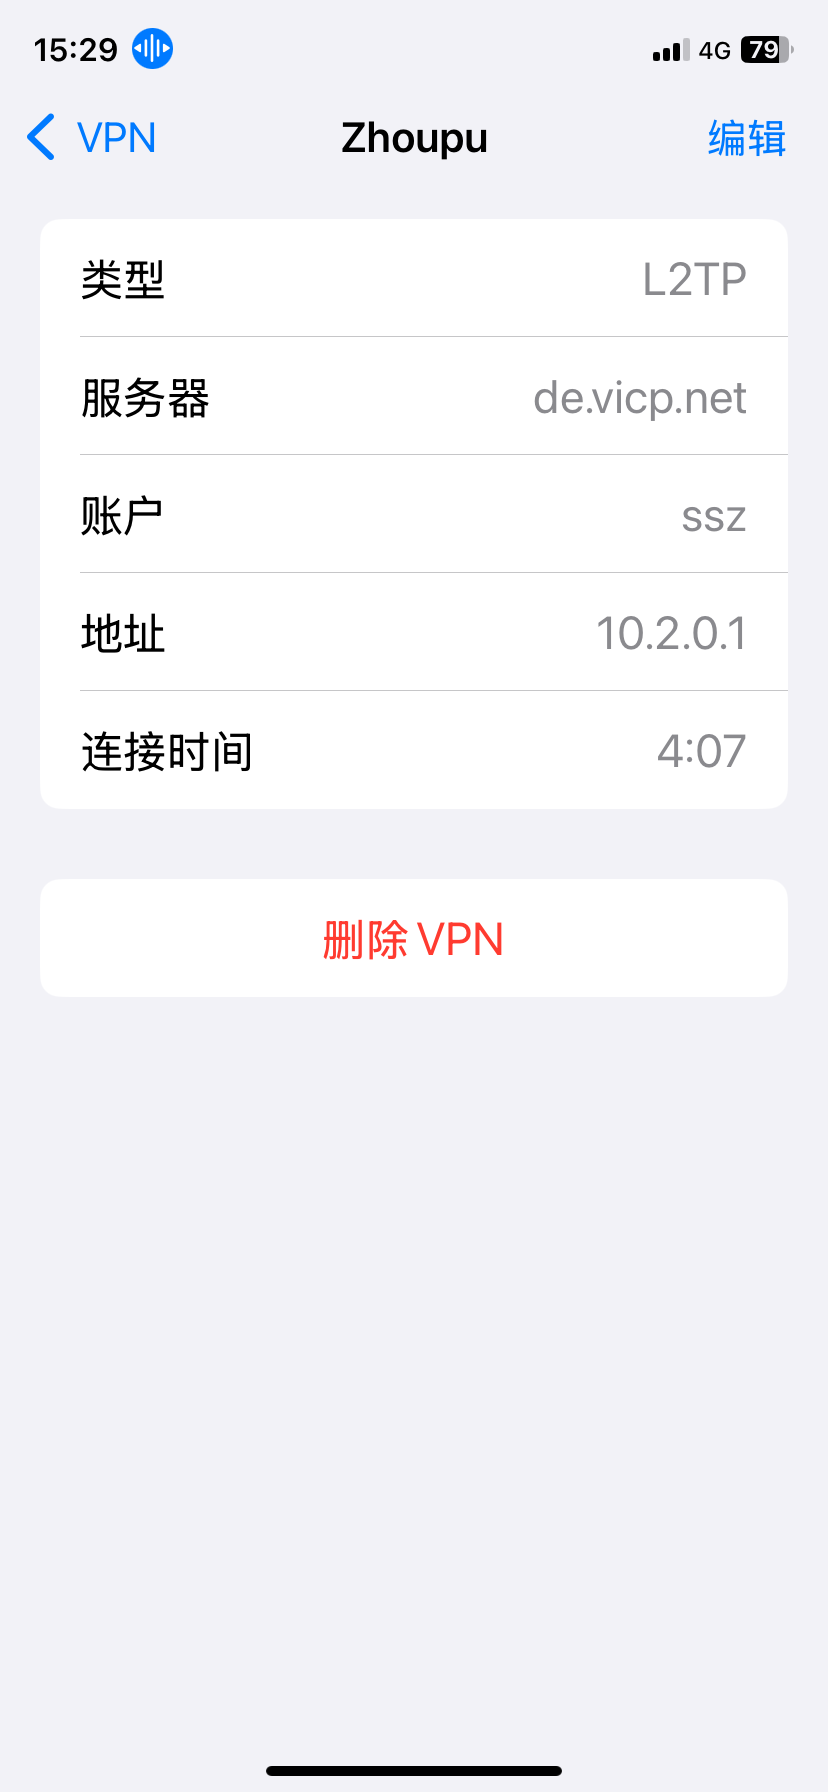 15:29 4G 79
VPN Zhoupu 编辑
类型 L2TP
服务器 de.vicp.net
账户 ssz
地址 10.2.0.1
连接时间 4:07
删除 VPN